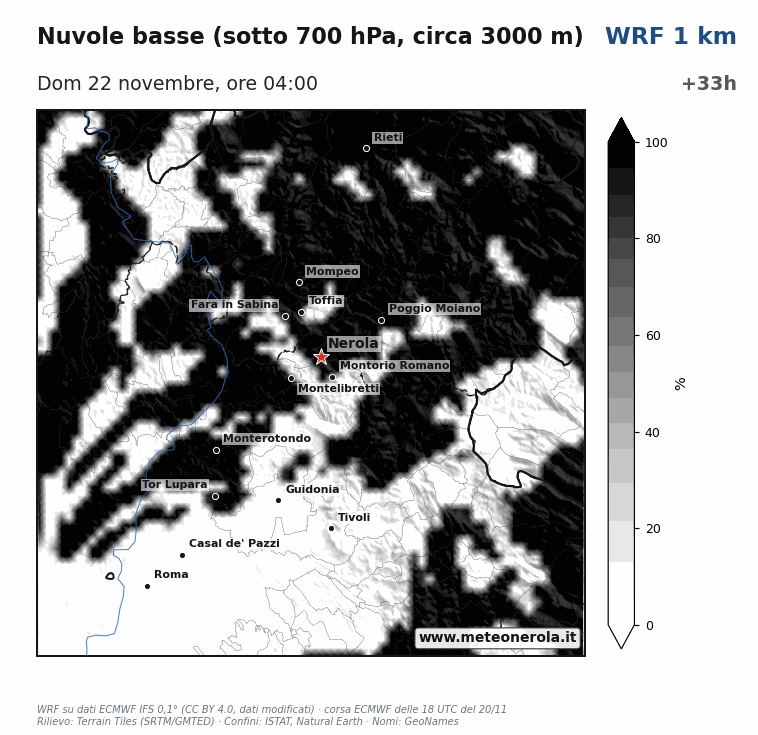 Nuvole basse (sotto 700 hPa, circa 3000 m) WRF 1 km
Dom 22 novembre, ore 04:00 +33h
Rieti
Mompeo
Toffia
Fara in Sabina
Poggio Moiano
Nerola
Montorio Romano
Montelibretti
Monterotondo
Tor Lupara
Guidonia
Tivoli
Casal de' Pazzi
Roma
www.meteonerola.it
100
80
60
40
20
0
%
WRF su dati ECMWF IFS 0,1° (CC BY 4.0, dati modificati) · corsa ECMWF delle 18 UTC del 20/11
Rilievo: Terrain Tiles (SRTM/GMTED) · Confini: ISTAT, Natural Earth · Nomi: GeoNames